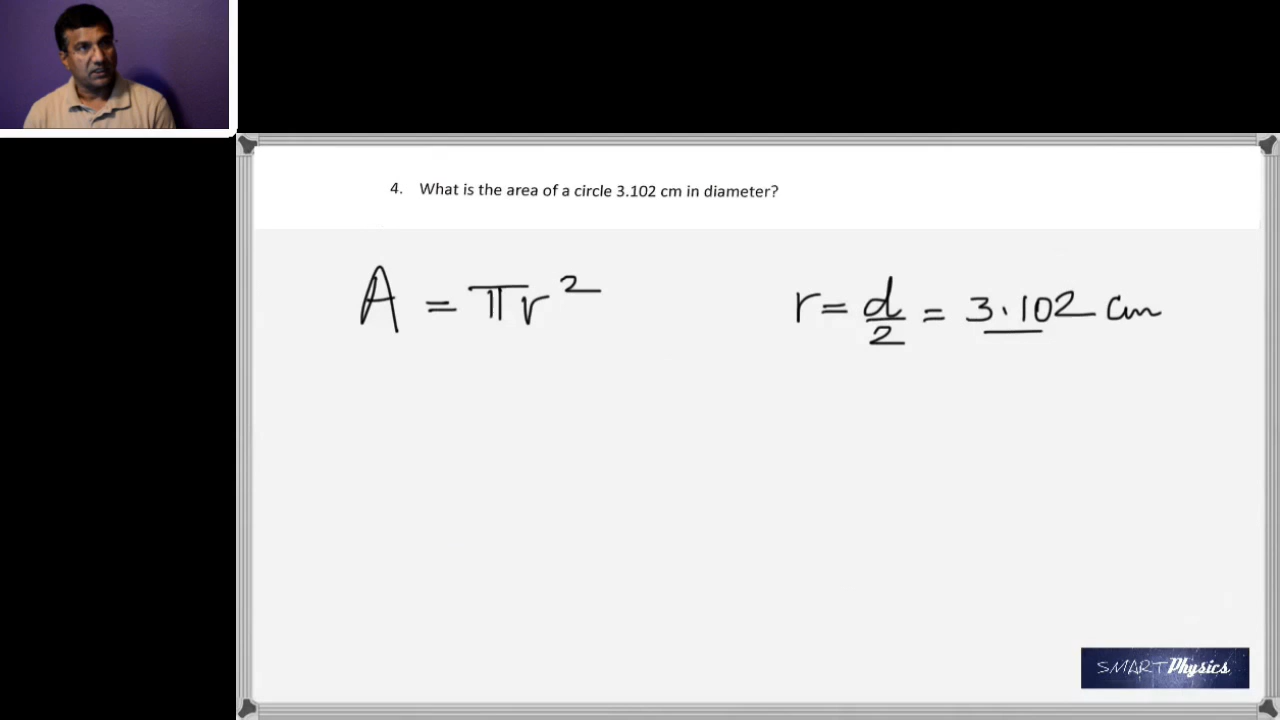 4. What is the area of a circle 3.102 cm in diameter?
A = πr² r = d/2 = 3.102 cm
SMARTPhysics